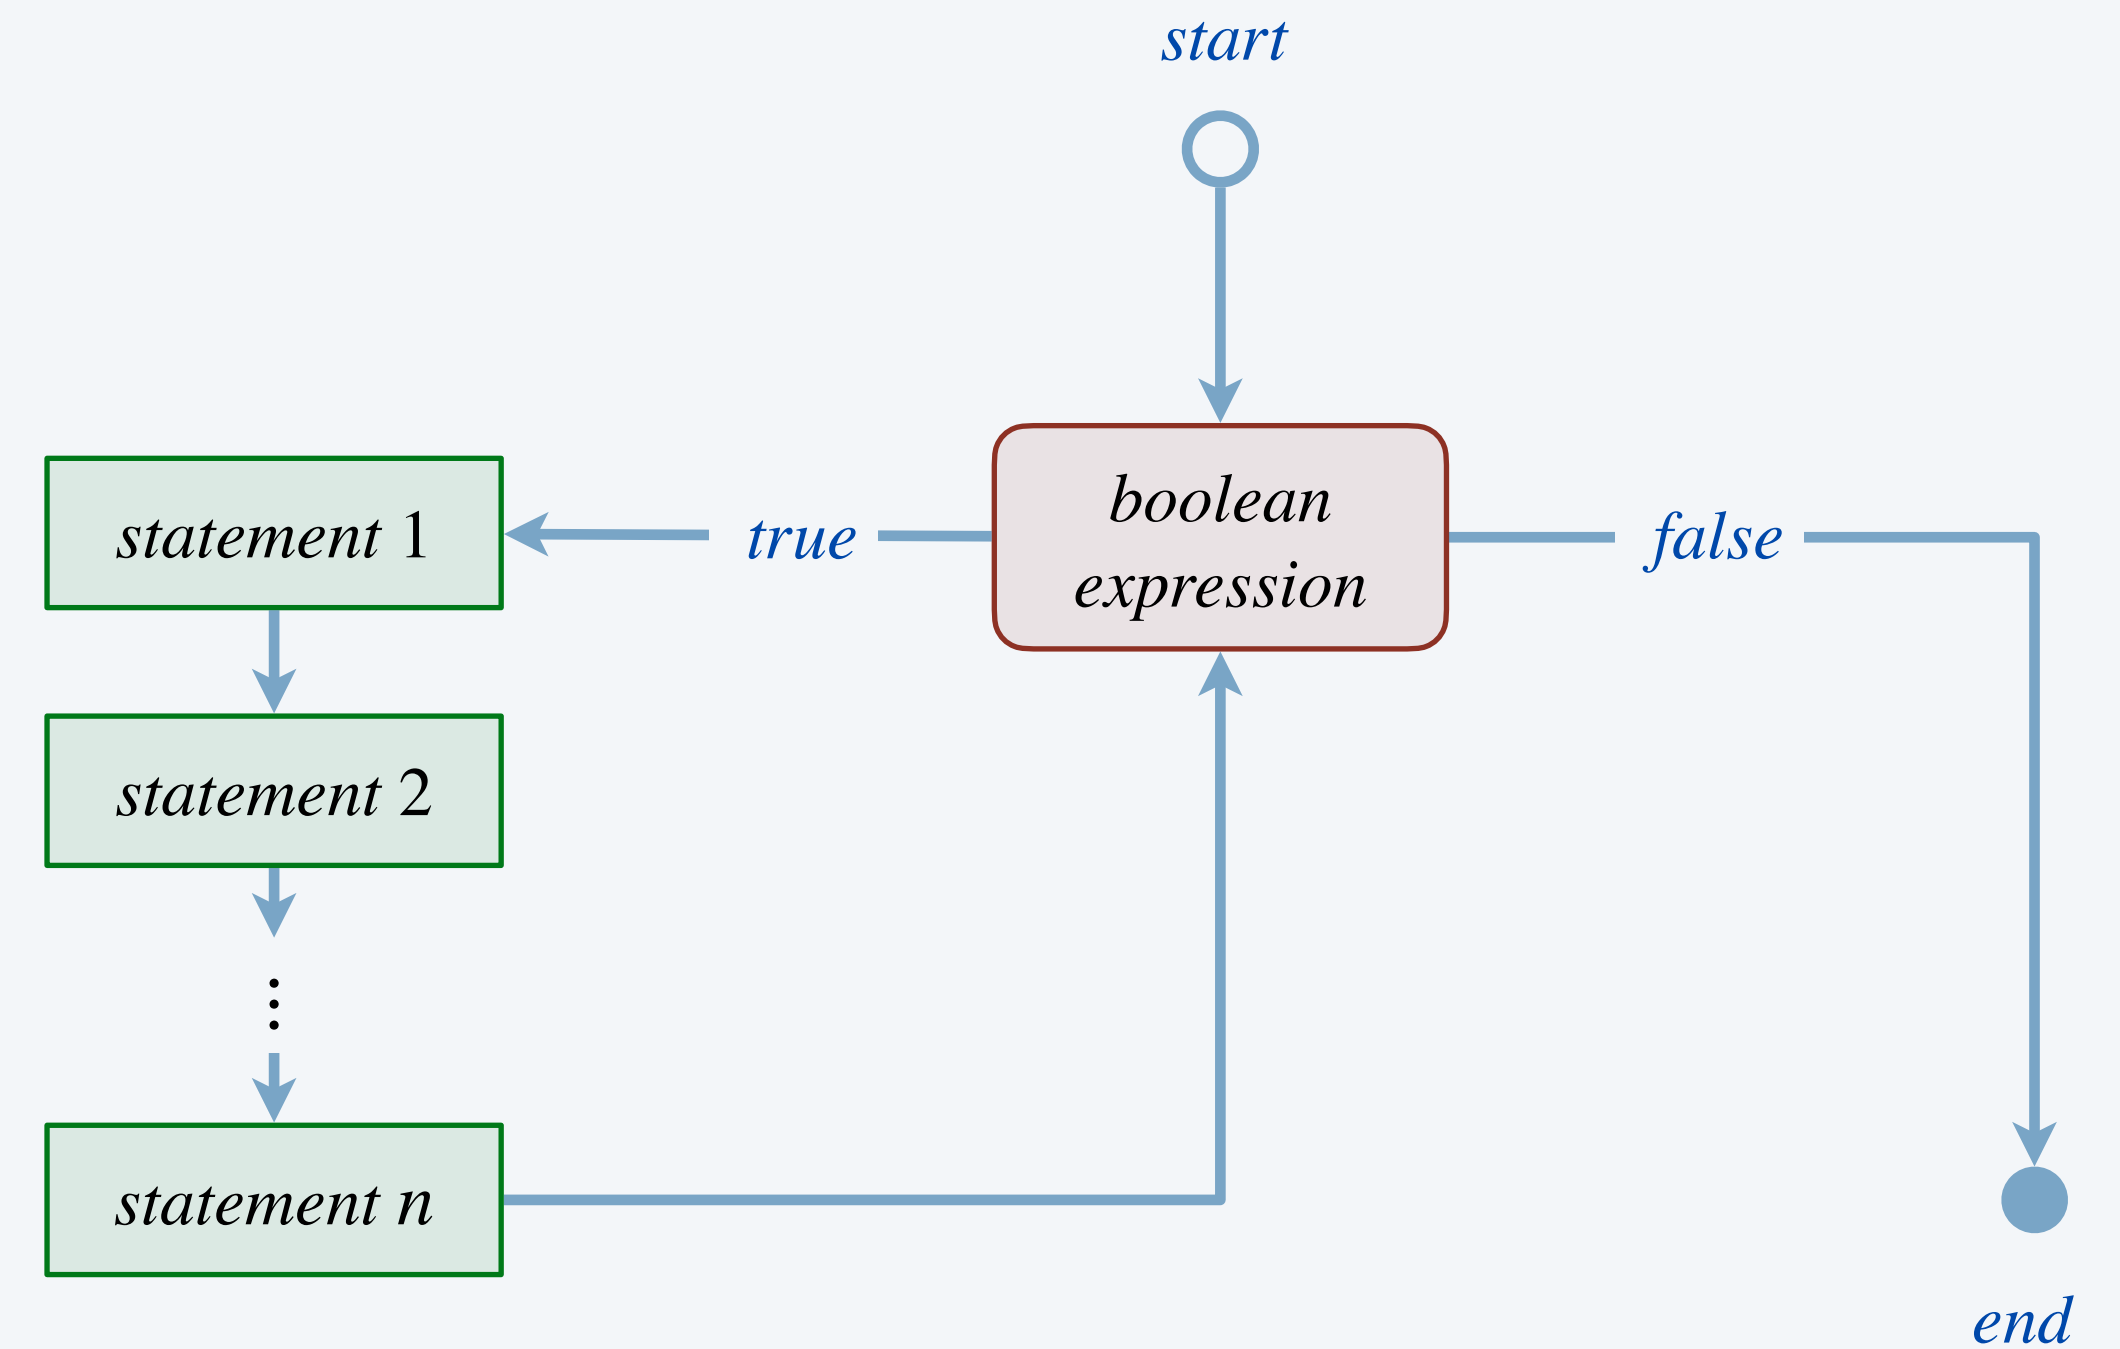 start
boolean
expression
true
false
statement 1
statement 2
⋮
statement n
end